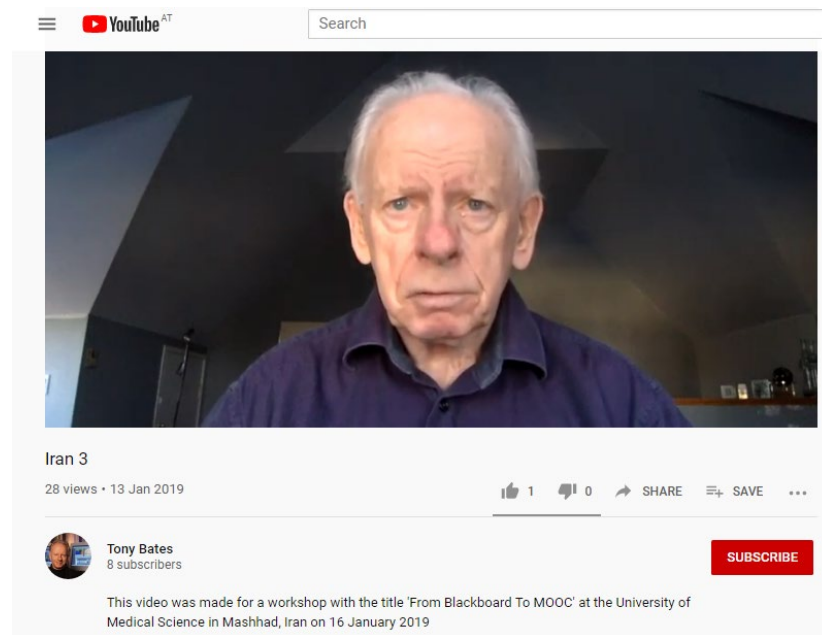 YouTube AT
Search
Iran 3
28 views • 13 Jan 2019
1 0 SHARE SAVE
Tony Bates
8 subscribers
SUBSCRIBE
This video was made for a workshop with the title 'From Blackboard To MOOC' at the University of
Medical Science in Mashhad, Iran on 16 January 2019